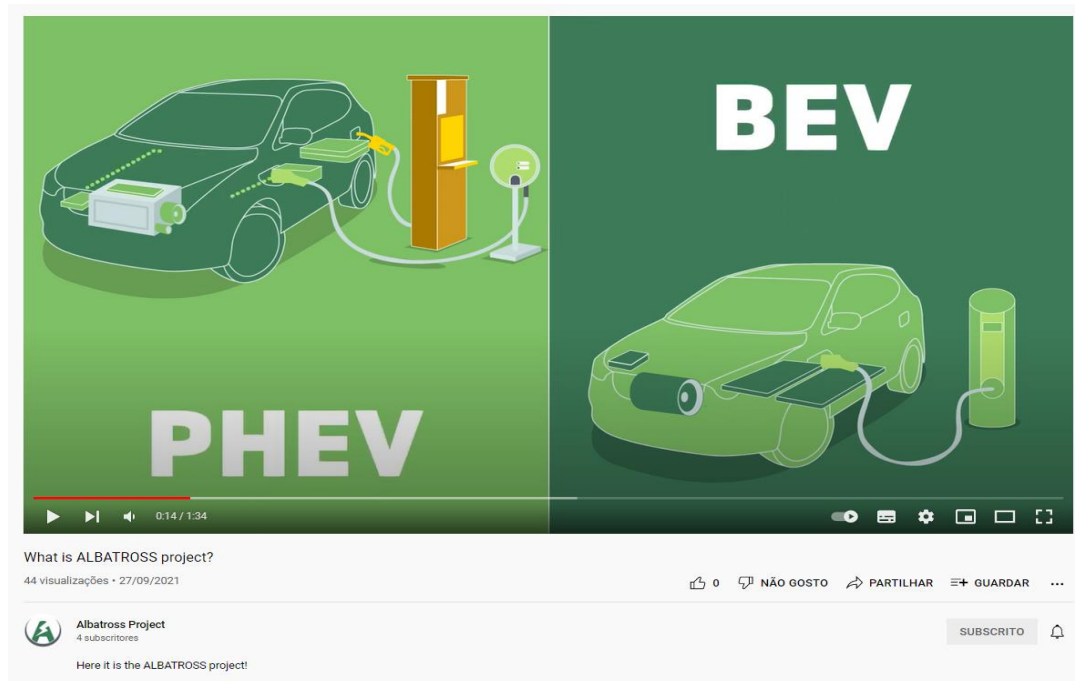 BEV
PHEV
0:14 / 1:34
What is ALBATROSS project?
44 visualizações • 27/09/2021
0 NÃO GOSTO PARTILHAR GUARDAR
Albatross Project
4 subscritores
SUBSCRITO
Here it is the ALBATROSS project!